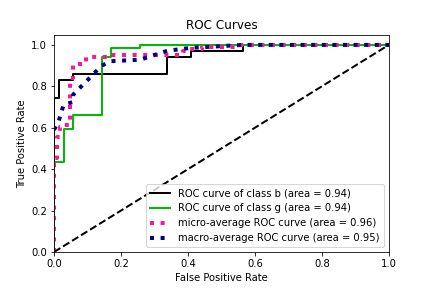 ROC Curves
1.0
0.8
0.6
0.4
0.2
0.0
True Positive Rate
ROC curve of class b (area = 0.94)
ROC curve of class g (area = 0.94)
micro-average ROC curve (area = 0.96)
macro-average ROC curve (area = 0.95)
0.0 0.2 0.4 0.6 0.8 1.0
False Positive Rate